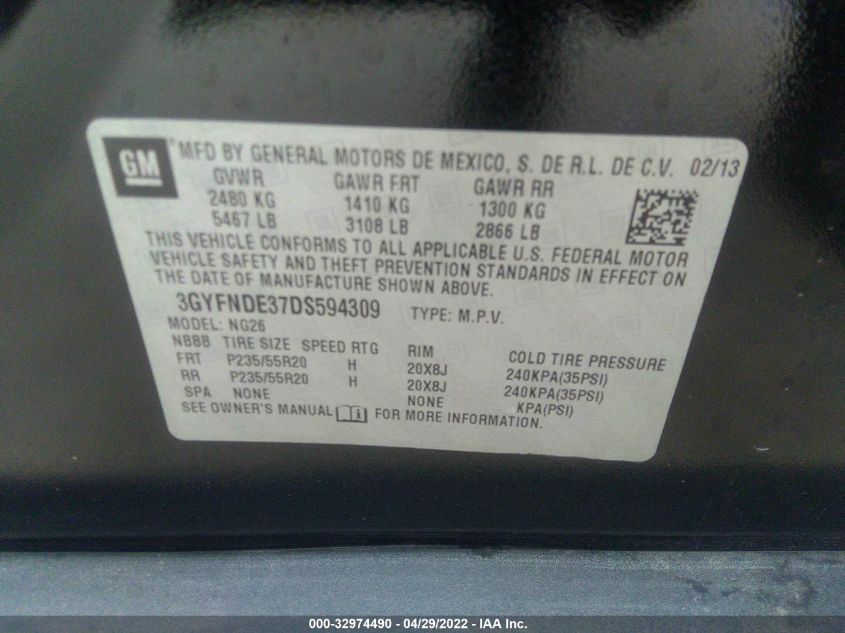 GM
MFD BY GENERAL MOTORS DE MEXICO, S. DE R.L. DE C.V. 02/13
GVWR GAWR FRT GAWR RR
2480 KG 1410 KG 1300 KG
5467 LB 3108 LB 2866 LB
THIS VEHICLE CONFORMS TO ALL APPLICABLE U.S. FEDERAL MOTOR
VEHICLE SAFETY AND THEFT PREVENTION STANDARDS IN EFFECT ON
THE DATE OF MANUFACTURE SHOWN ABOVE.
3GYFNDE37DS594309 TYPE: M.P.V.
MODEL: NG26
NBBB TIRE SIZE SPEED RTG RIM COLD TIRE PRESSURE
FRT P235/55R20 H 20X8J 240KPA(35PSI)
RR P235/55R20 H 20X8J 240KPA(35PSI)
SPA NONE NONE KPA(PSI)
SEE OWNER'S MANUAL FOR MORE INFORMATION.
000-32974490 - 04/29/2022 - IAA Inc.